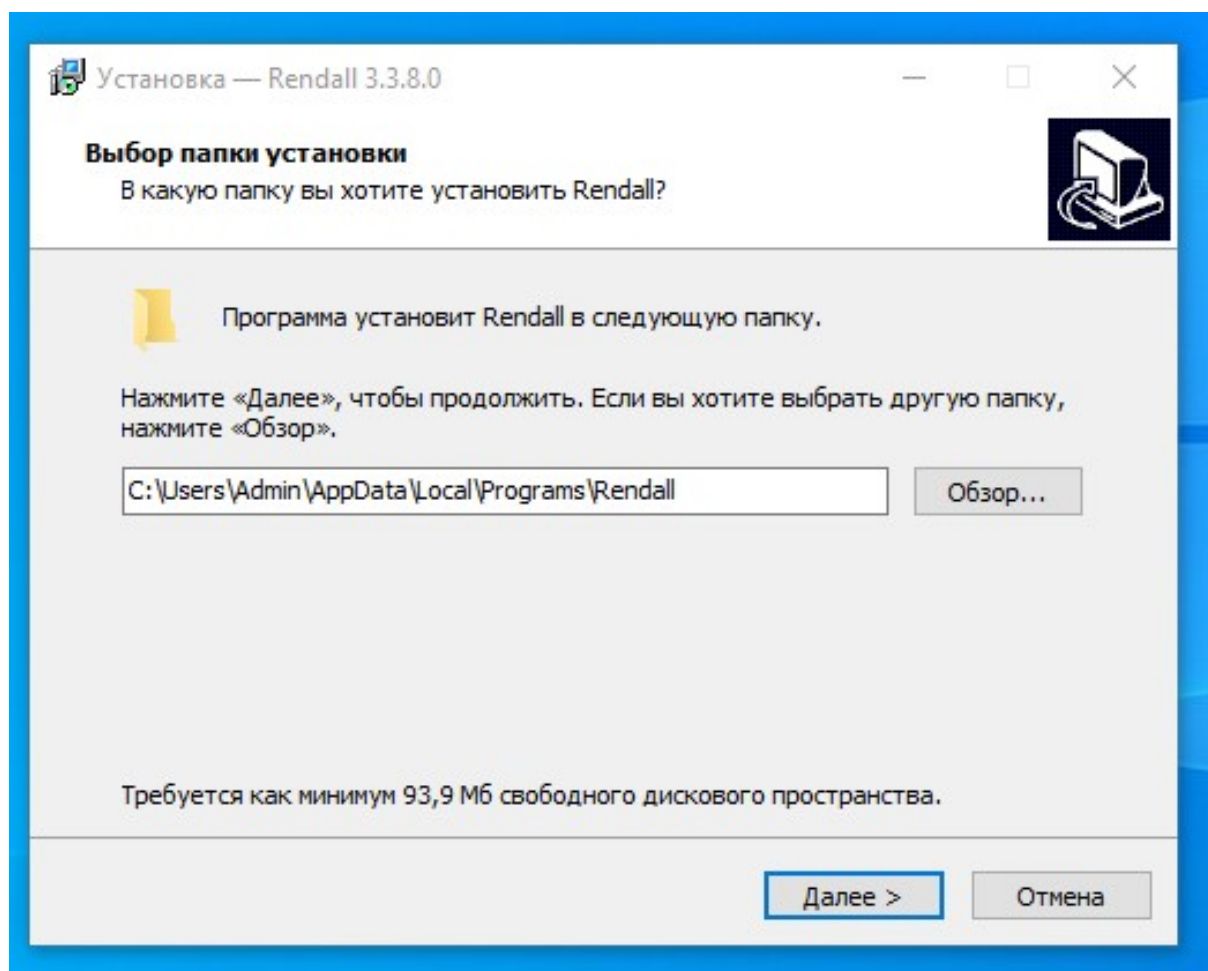 Установка — Rendall 3.3.8.0
Выбор папки установки
В какую папку вы хотите установить Rendall?
Программа установит Rendall в следующую папку.
Нажмите «Далее», чтобы продолжить. Если вы хотите выбрать другую папку,
нажмите «Обзор».
C:\Users\Admin\AppData\Local\Programs\Rendall
Обзор...
Требуется как минимум 93,9 Мб свободного дискового пространства.
Далее >
Отмена